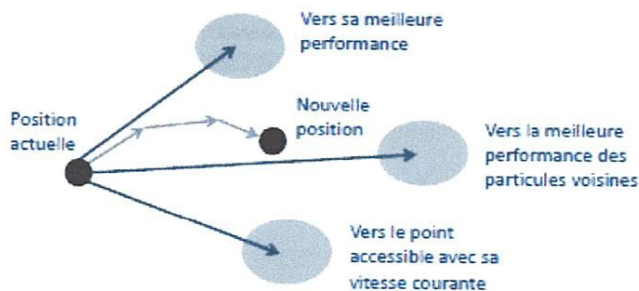 Vers sa meilleure
performance
Position
actuelle
Nouvelle
position
Vers la meilleure
performance des
particules voisines
Vers le point
accessible avec sa
vitesse courante